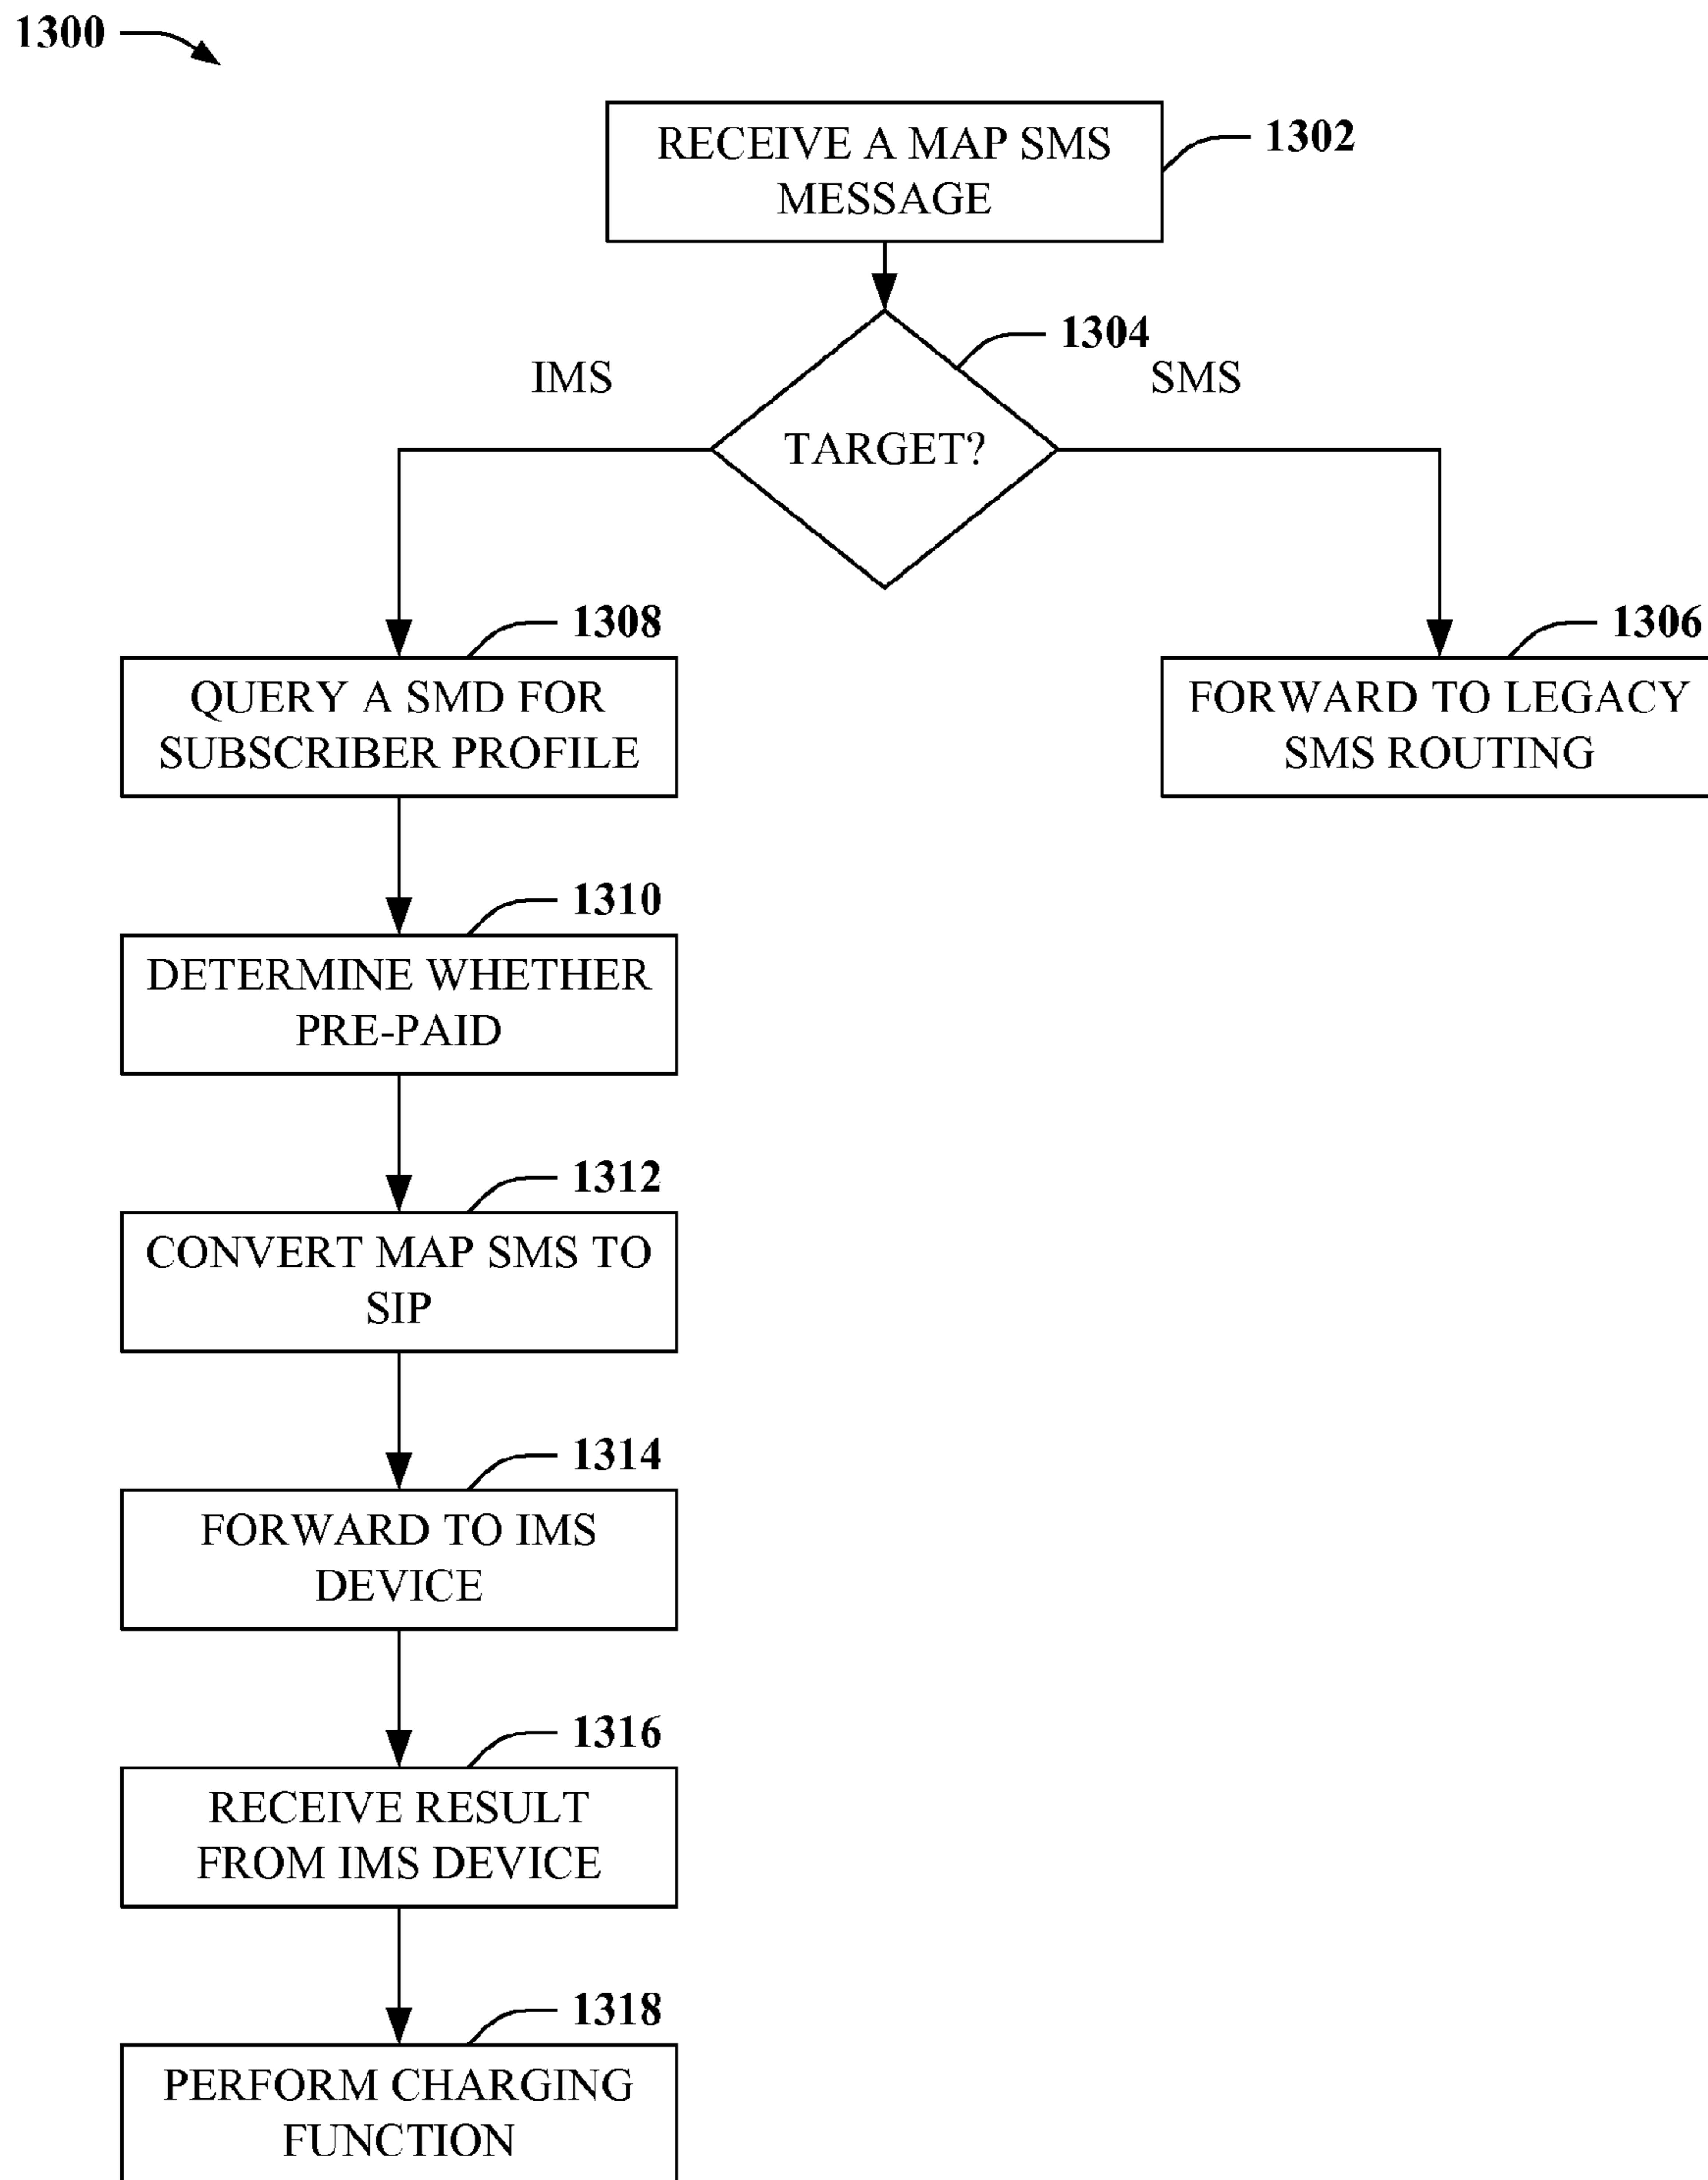 1300
RECEIVE A MAP SMS
MESSAGE
1302
1304
IMS
SMS
TARGET?
1308
1306
QUERY A SMD FOR
SUBSCRIBER PROFILE
FORWARD TO LEGACY
SMS ROUTING
1310
DETERMINE WHETHER
PRE-PAID
1312
CONVERT MAP SMS TO
SIP
1314
FORWARD TO IMS
DEVICE
1316
RECEIVE RESULT
FROM IMS DEVICE
1318
PERFORM CHARGING
FUNCTION